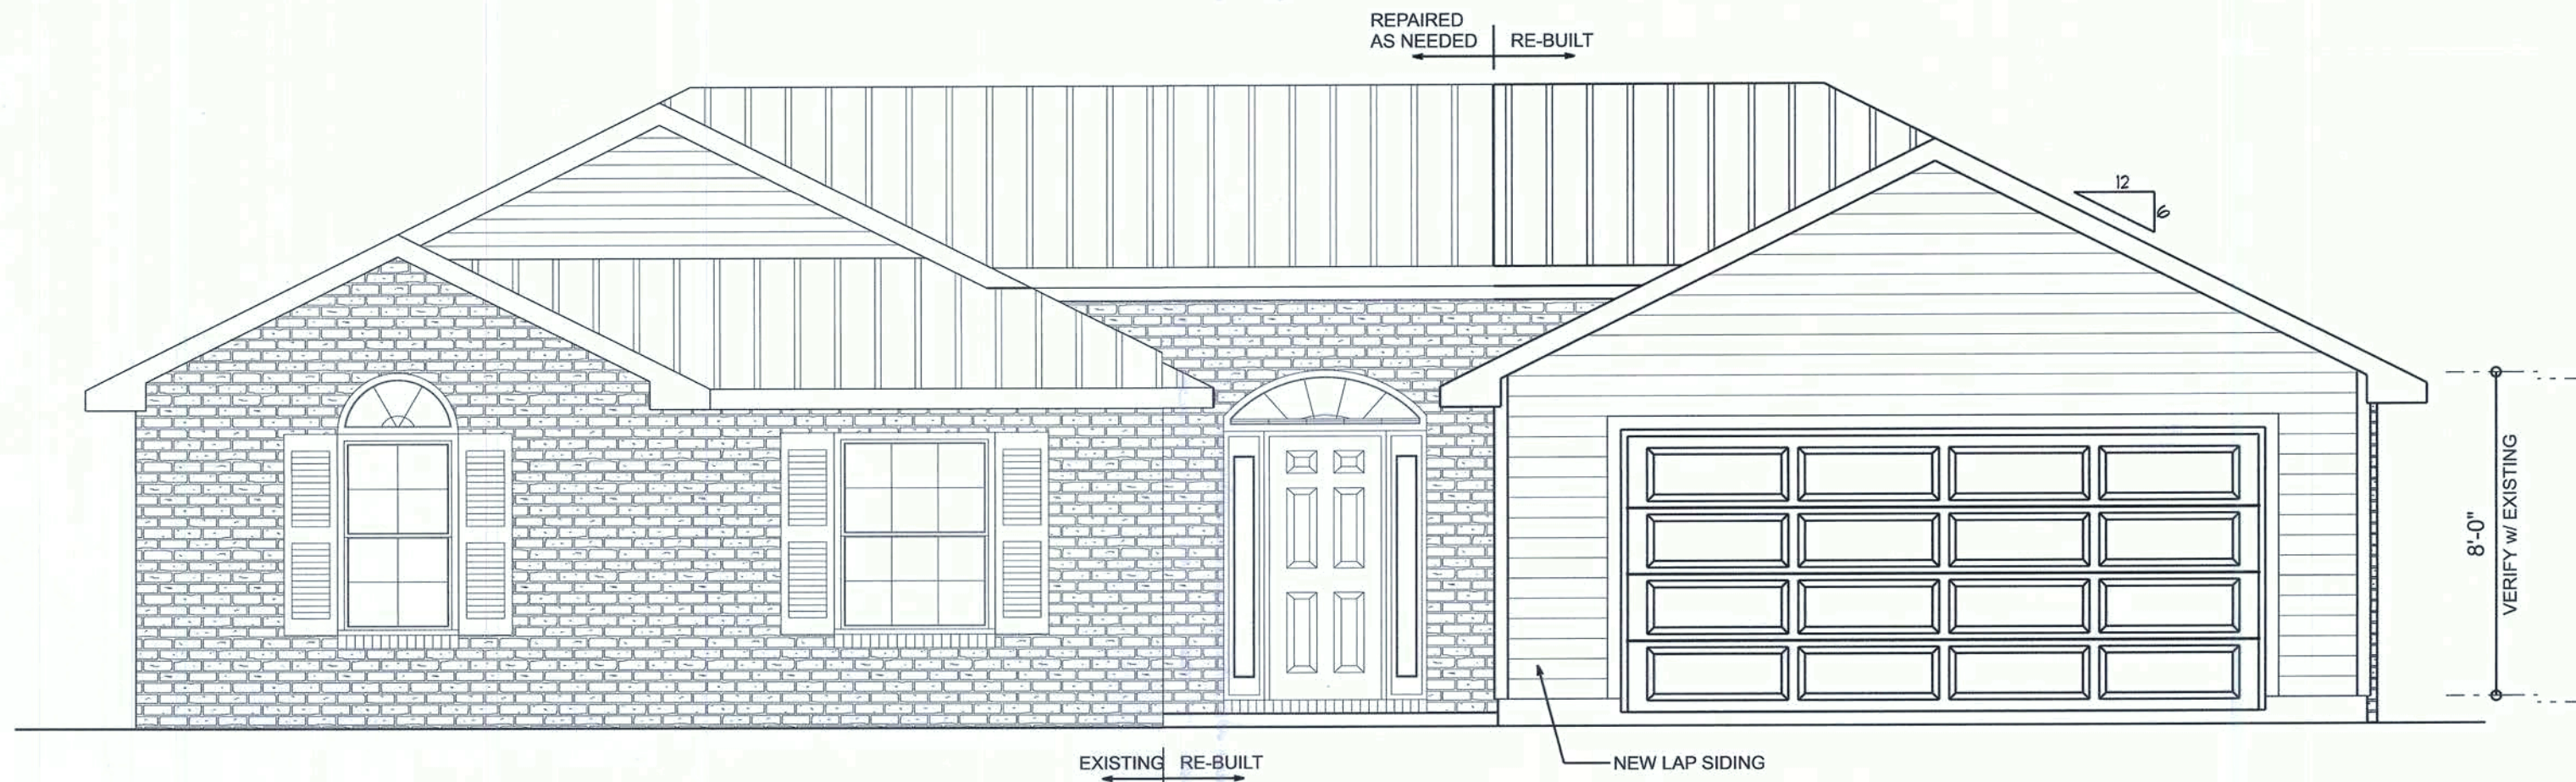 REPAIRED
AS NEEDED
RE-BUILT
12
6
8'-0"
VERIFY w/ EXISTING
EXISTING
RE-BUILT
NEW LAP SIDING